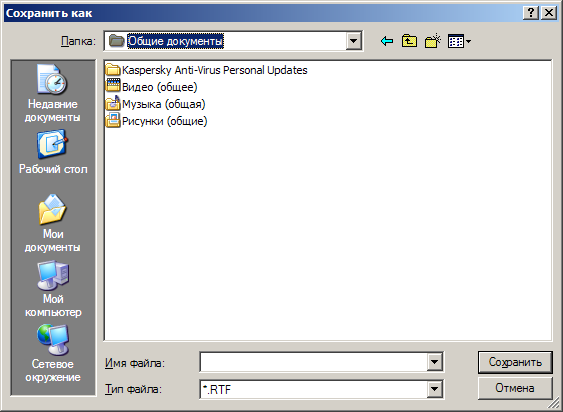 Сохранить как
Папка: Общие документы
Недавние
документы
Рабочий стол
Мои
документы
Мой
компьютер
Сетевое
окружение
Kaspersky Anti-Virus Personal Updates
Видео (общее)
Музыка (общая)
Рисунки (общие)
Имя файла:
Сохранить
Тип файла: *.RTF
Отмена